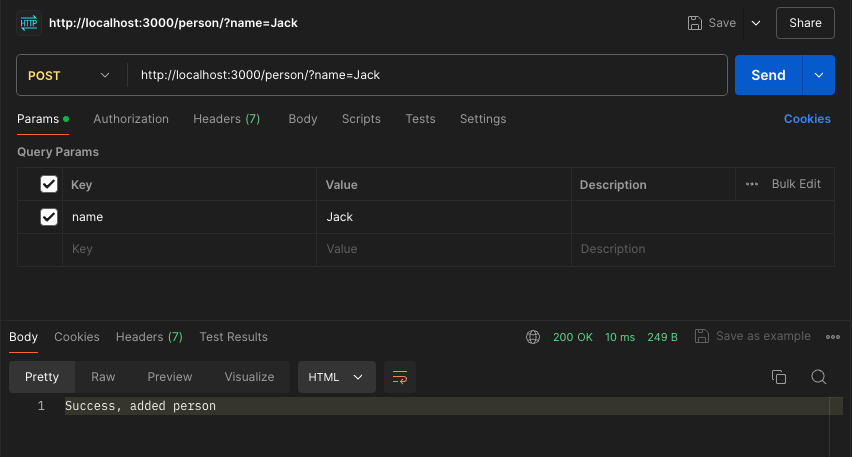 HTTP http://localhost:3000/person/?name=Jack Save Share
POST http://localhost:3000/person/?name=Jack Send
Params Authorization Headers (7) Body Scripts Tests Settings Cookies
Query Params
Key Value Description ••• Bulk Edit
name Jack
Key Value Description
Body Cookies Headers (7) Test Results 200 OK 10 ms 249 B Save as example
Pretty Raw Preview Visualize HTML
1 Success, added person